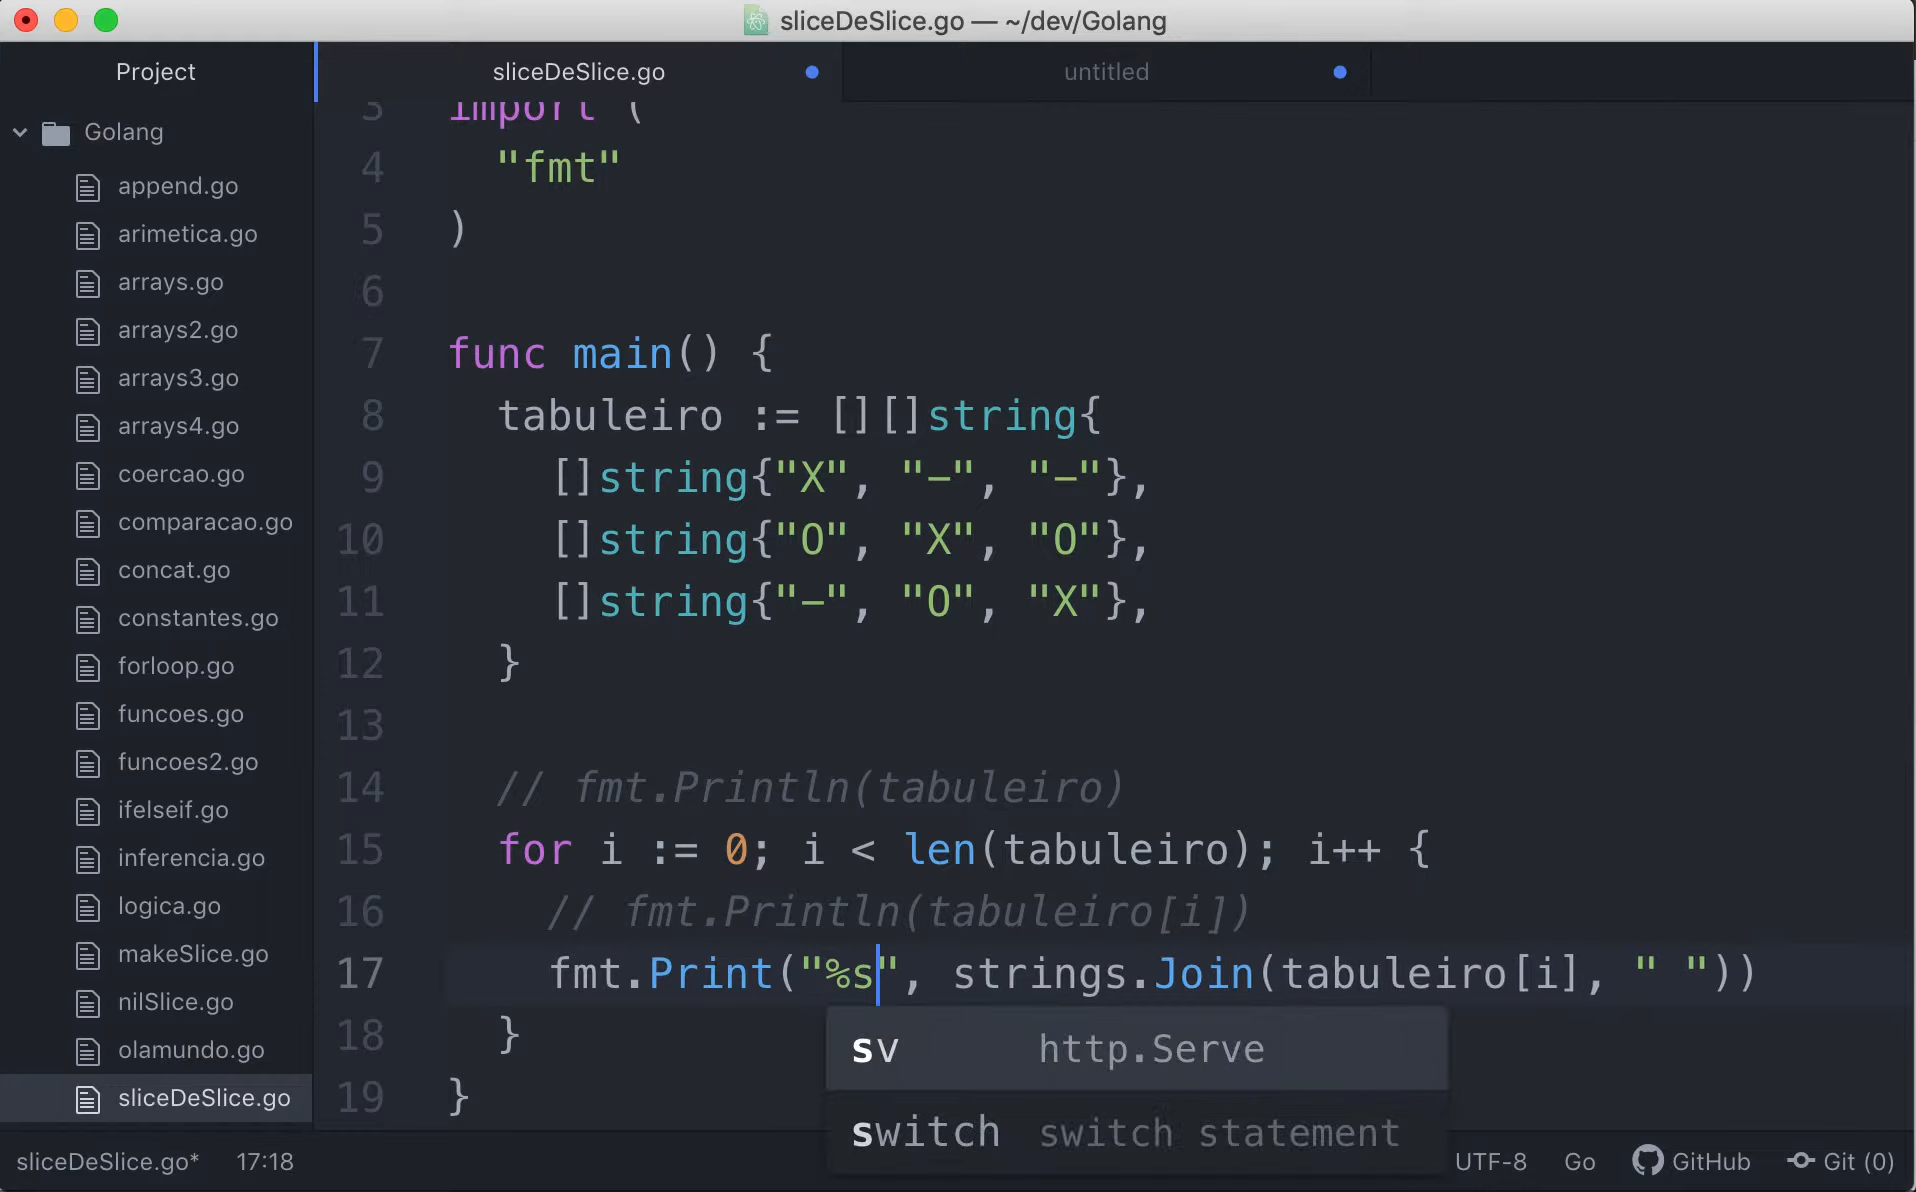 sliceDeSlice.go — ~/dev/Golang
Project
sliceDeSlice.go
untitled
Golang
append.go
arimetica.go
arrays.go
arrays2.go
arrays3.go
arrays4.go
coercao.go
comparacao.go
concat.go
constantes.go
forloop.go
funcoes.go
funcoes2.go
ifelseif.go
inferencia.go
logica.go
makeSlice.go
nilSlice.go
olamundo.go
sliceDeSlice.go
3 import (
4 "fmt"
5 )
6
7 func main() {
8 tabuleiro := [][]string{
9 []string{"X", "-", "-"},
10 []string{"O", "X", "O"},
11 []string{"-", "O", "X"},
12 }
13
14 // fmt.Println(tabuleiro)
15 for i := 0; i < len(tabuleiro); i++ {
16 // fmt.Println(tabuleiro[i])
17 fmt.Print("%s", strings.Join(tabuleiro[i], " "))
18 }
19 }
sv http.Serve
switch switch statement
sliceDeSlice.go* 17:18
UTF-8 Go GitHub Git (0)